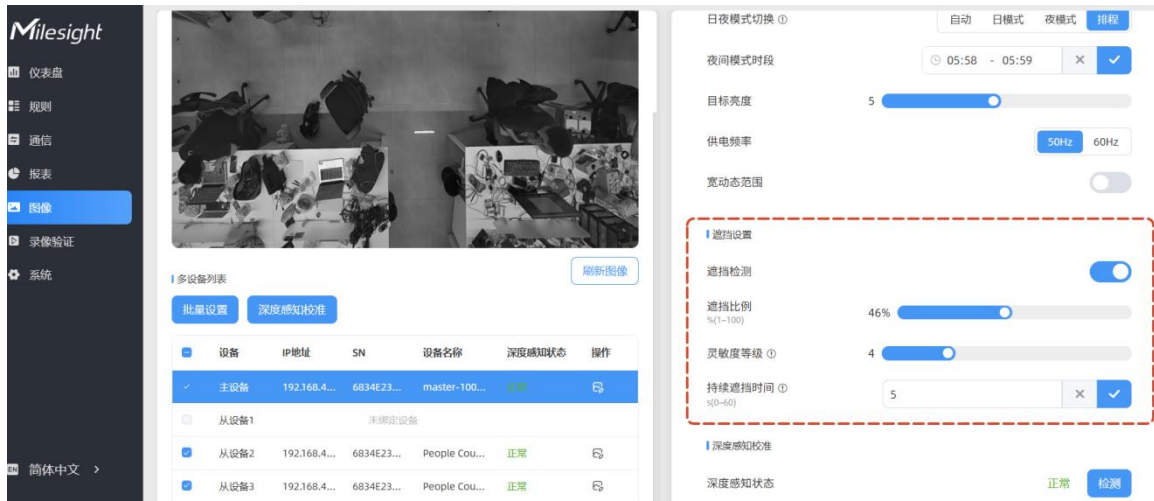 Milesight
仪表盘
规则
通信
报表
图像
录像验证
系统
EN 简体中文 >
刷新图像
多设备列表
批量设置 深度感知校准
设备 IP地址 SN 设备名称 深度感知状态 操作
主设备 192.168.4... 6834E23... master-100... 正常
从设备1 未绑定设备
从设备2 192.168.4... 6834E23... People Cou... 正常
从设备3 192.168.4... 6834E23... People Cou... 正常
日夜模式切换 自动 日模式 夜模式 排程
夜间模式时段 05:58 - 05:59
目标亮度 5
供电频率 50Hz 60Hz
宽动态范围
遮挡设置
遮挡检测
遮挡比例 46%
%(1~100)
灵敏度等级 4
持续遮挡时间 5
s(0~60)
深度感知校准
深度感知状态 正常 检测